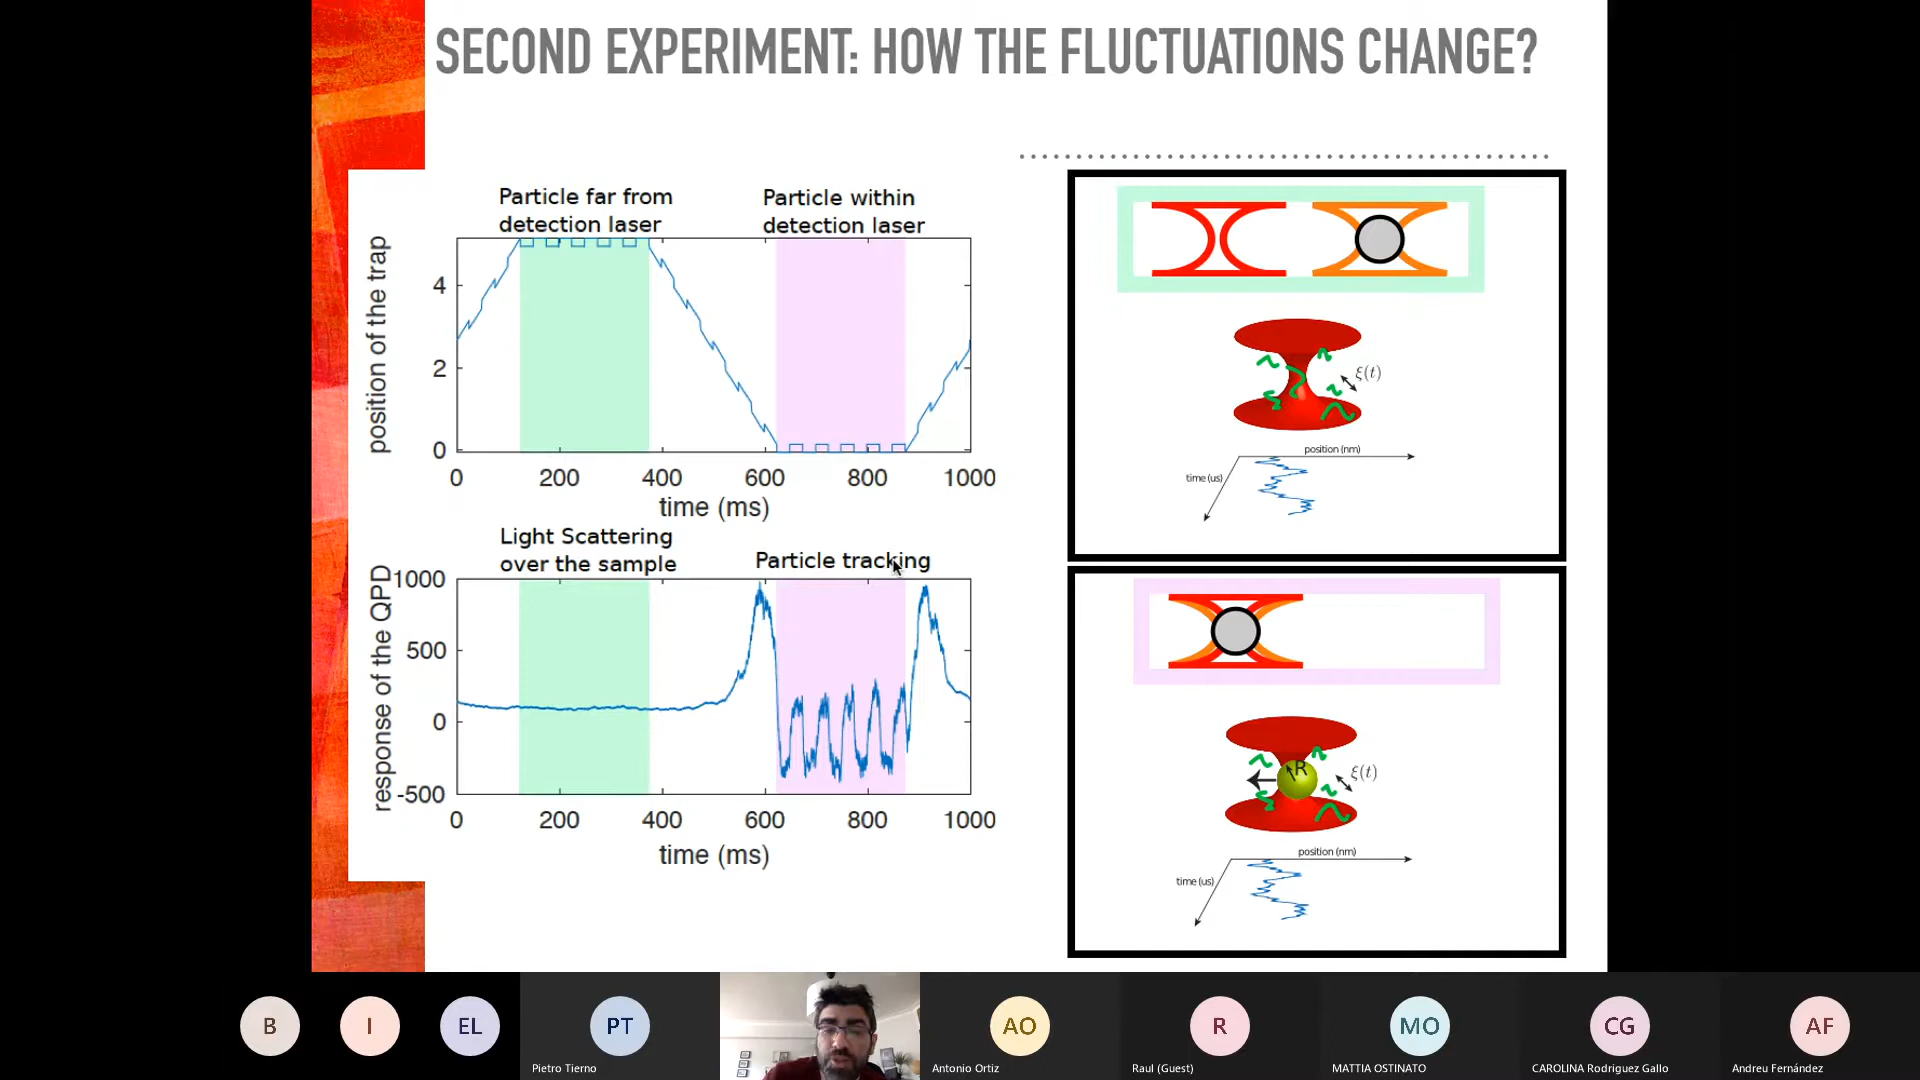 SECOND EXPERIMENT: HOW THE FLUCTUATIONS CHANGE?
Particle far from
detection laser
Particle within
detection laser
position of the trap
4
2
0
0 200 400 600 800 1000
time (ms)
Light Scattering
over the sample
Particle tracking
response of the QPD
1000
500
0
-500
0 200 400 600 800 1000
time (ms)
ξ(t)
position (nm)
time (us)
R
ξ(t)
position (nm)
time (us)
B
I
EL
PT
Pietro Tierno
AO
Antonio Ortiz
R
Raul (Guest)
MO
MATTIA OSTINATO
CG
CAROLINA Rodriguez Gallo
AF
Andreu Fernández